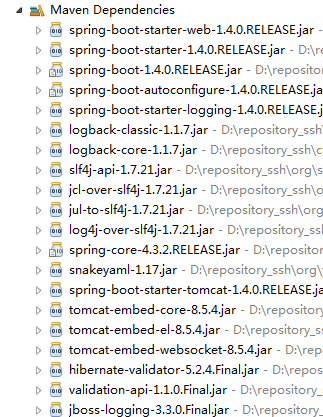 Maven Dependencies
spring-boot-starter-web-1.4.0.RELEASE.jar
spring-boot-starter-1.4.0.RELEASE.jar - D:\
spring-boot-1.4.0.RELEASE.jar - D:\reposito
spring-boot-autoconfigure-1.4.0.RELEASE.ja
spring-boot-starter-logging-1.4.0.RELEASE.j
logback-classic-1.1.7.jar - D:\repository_ssh\
logback-core-1.1.7.jar - D:\repository_ssh\c
slf4j-api-1.7.21.jar - D:\repository_ssh\org\s
jcl-over-slf4j-1.7.21.jar - D:\repository_ssh\
jul-to-slf4j-1.7.21.jar - D:\repository_ssh\o
log4j-over-slf4j-1.7.21.jar - D:\repository_s
spring-core-4.3.2.RELEASE.jar - D:\repositor
snakeyaml-1.17.jar - D:\repository_ssh\org\
spring-boot-starter-tomcat-1.4.0.RELEASE.ja
tomcat-embed-core-8.5.4.jar - D:\repository
tomcat-embed-el-8.5.4.jar - D:\repository_s
tomcat-embed-websocket-8.5.4.jar - D:\repo
hibernate-validator-5.2.4.Final.jar - D:\repo
validation-api-1.1.0.Final.jar - D:\repository
jboss-logging-3.3.0.Final.jar - D:\repository